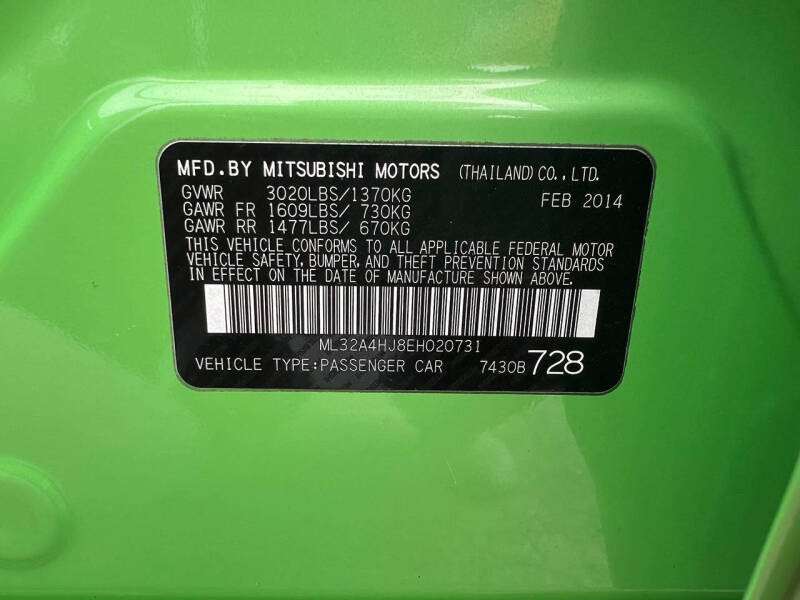 MFD.BY MITSUBISHI MOTORS (THAILAND) CO.,LTD.
GVWR 3020LBS/1370KG FEB 2014
GAWR FR 1609LBS/ 730KG
GAWR RR 1477LBS/ 670KG
THIS VEHICLE CONFORMS TO ALL APPLICABLE FEDERAL MOTOR
VEHICLE SAFETY, BUMPER, AND THEFT PREVENTION STANDARDS
IN EFFECT ON THE DATE OF MANUFACTURE SHOWN ABOVE.
ML32A4HJ8EH020731
VEHICLE TYPE:PASSENGER CAR 7430B 728